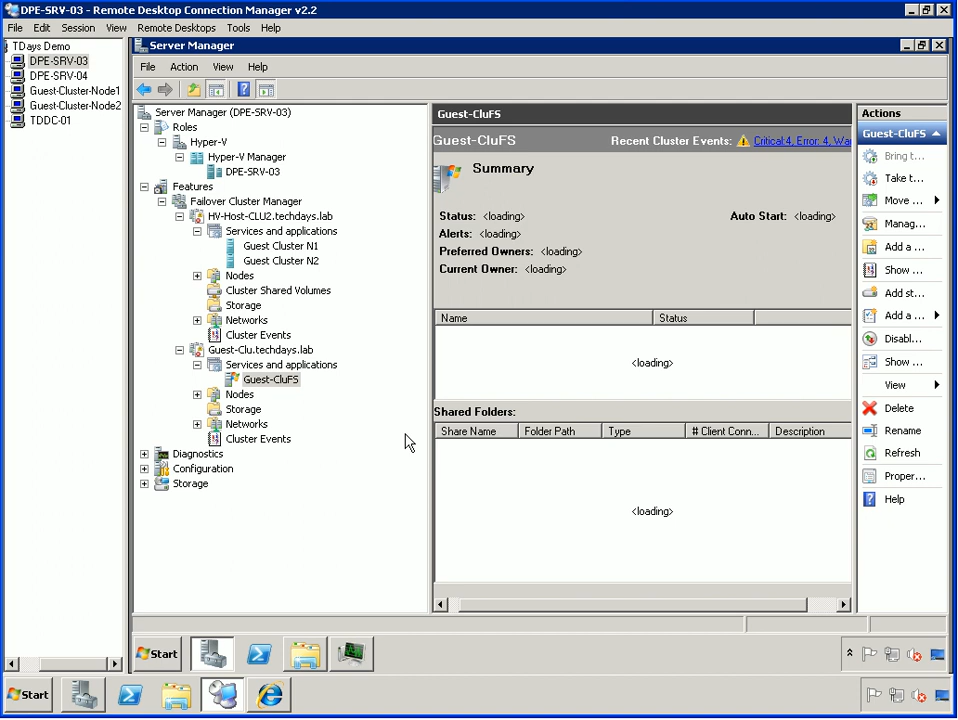 DPE-SRV-03 - Remote Desktop Connection Manager v2.2
File Edit Session View Remote Desktops Tools Help
TDays Demo
DPE-SRV-03
DPE-SRV-04
Guest-Cluster-Node1
Guest-Cluster-Node2
TDDC-01
Server Manager
File Action View Help
Server Manager (DPE-SRV-03)
Roles
Hyper-V
Hyper-V Manager
DPE-SRV-03
Features
Failover Cluster Manager
HV-Host-CLU2.techdays.lab
Services and applications
Guest Cluster N1
Guest Cluster N2
Nodes
Cluster Shared Volumes
Storage
Networks
Cluster Events
Guest-Clu.techdays.lab
Services and applications
Guest-CluFS
Nodes
Storage
Networks
Cluster Events
Diagnostics
Configuration
Storage
Guest-CluFS
Guest-CluFS Recent Cluster Events: Critical:4, Error: 4, Wa
Summary
Status: <loading> Auto Start: <loading>
Alerts: <loading>
Preferred Owners: <loading>
Current Owner: <loading>
Name Status
<loading>
Shared Folders:
Share Name Folder Path Type # Client Conn... Description
<loading>
Actions
Guest-CluFS
Bring t...
Take t...
Move ...
Manag...
Add a ...
Show ...
Add st...
Add a ...
Disabl...
Show ...
View
Delete
Rename
Refresh
Proper...
Help
Start
Start